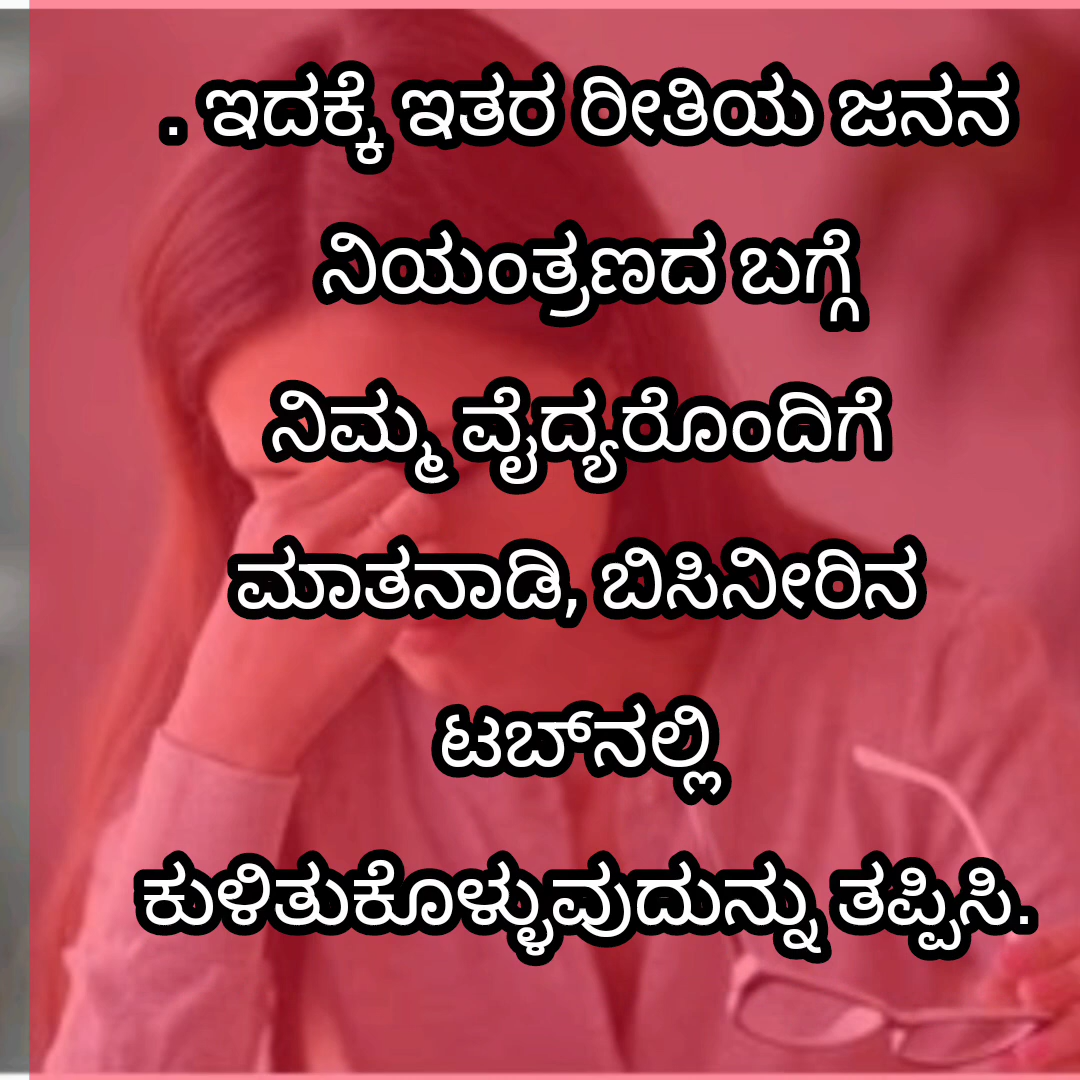 . ಇದಕ್ಕೆ ಇತರ ರೀತಿಯ ಜನನ
ನಿಯಂತ್ರಣದ ಬಗ್ಗೆ
ನಿಮ್ಮ ವೈದ್ಯರೊಂದಿಗೆ
ಮಾತನಾಡಿ, ಬಿಸಿನೀರಿನ
ಟಬ್‌ನಲ್ಲಿ
ಕುಳಿತುಕೊಳ್ಳುವುದುನ್ನು ತಪ್ಪಿಸಿ.